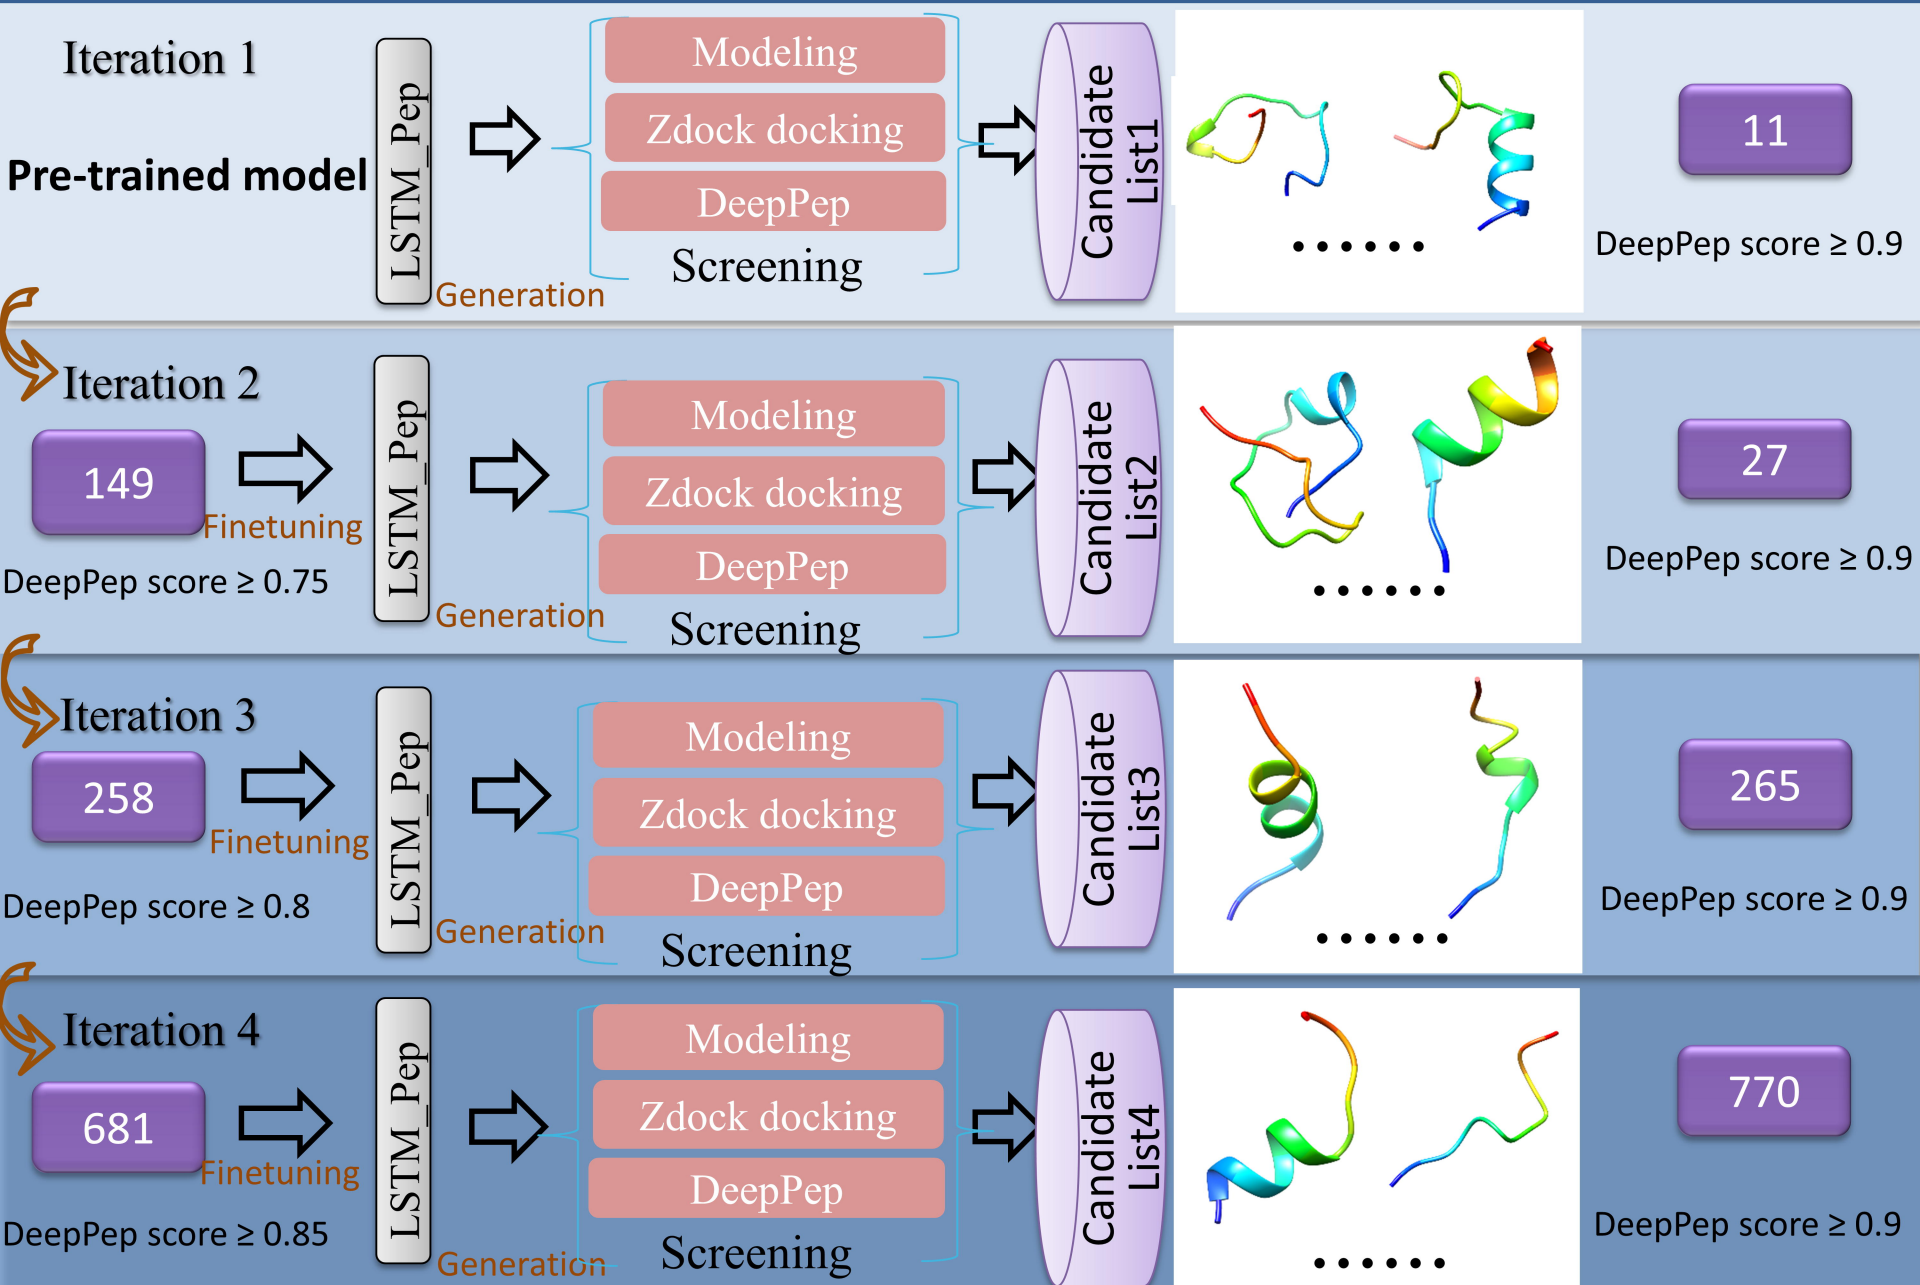 Iteration 1
Pre-trained model
LSTM_Pep
Generation
Modeling
Zdock docking
DeepPep
Screening
Candidate
List1
......
11
DeepPep score ≥ 0.9
Iteration 2
149
DeepPep score ≥ 0.75
Finetuning
LSTM_Pep
Generation
Modeling
Zdock docking
DeepPep
Screening
Candidate
List2
......
27
DeepPep score ≥ 0.9
Iteration 3
258
DeepPep score ≥ 0.8
Finetuning
LSTM_Pep
Generation
Modeling
Zdock docking
DeepPep
Screening
Candidate
List3
......
265
DeepPep score ≥ 0.9
Iteration 4
681
DeepPep score ≥ 0.85
Finetuning
LSTM_Pep
Generation
Modeling
Zdock docking
DeepPep
Screening
Candidate
List4
......
770
DeepPep score ≥ 0.9